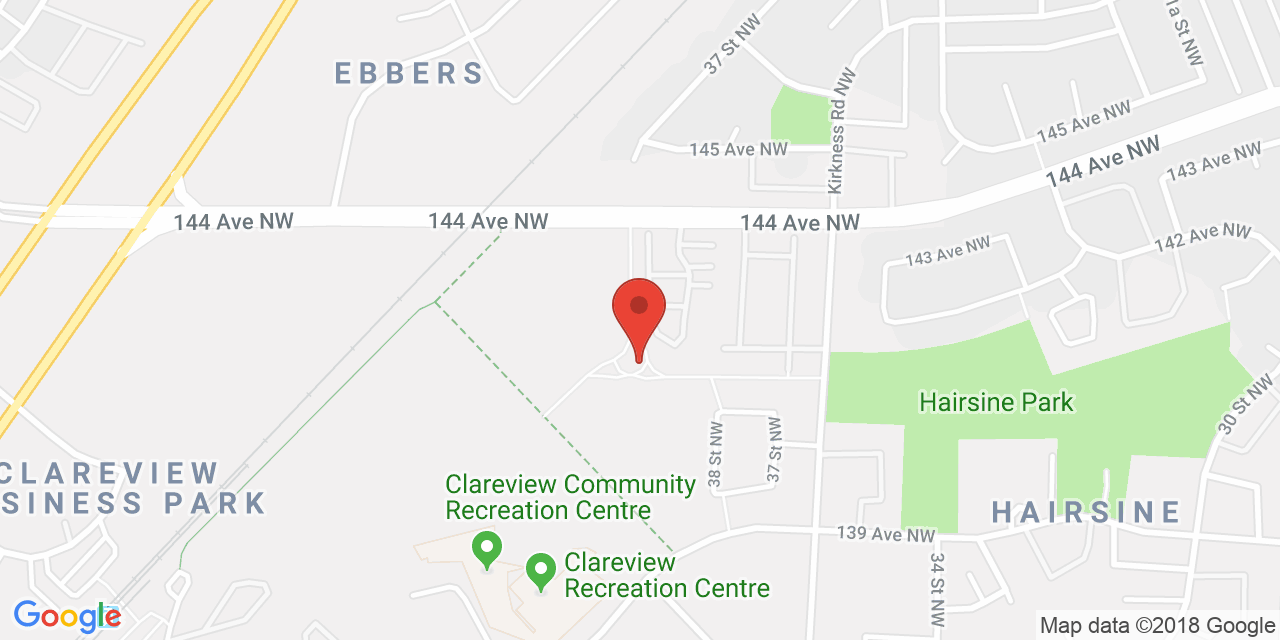 37 St NW
la St NW
EBBERS
Kirkness Rd NW
145 Ave NW
145 Ave NW
144 Ave NW
143 Ave NW
144 Ave NW
144 Ave NW
144 Ave NW
142 Ave NW
143 Ave NW
Hairsine Park
30 St NW
38 St NW
37 St NW
CLAREVIEW
SINESS PARK
Clareview Community
Recreation Centre
HAIRSINE
139 Ave NW
Clareview
Recreation Centre
34 St NW
Google
Map data ©2018 Google